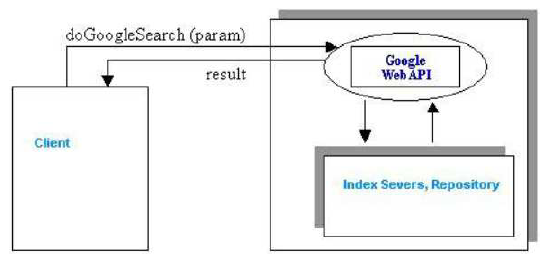 doGoogleSearch (param)
result
Google
Web API
Client
Index Severs, Repository